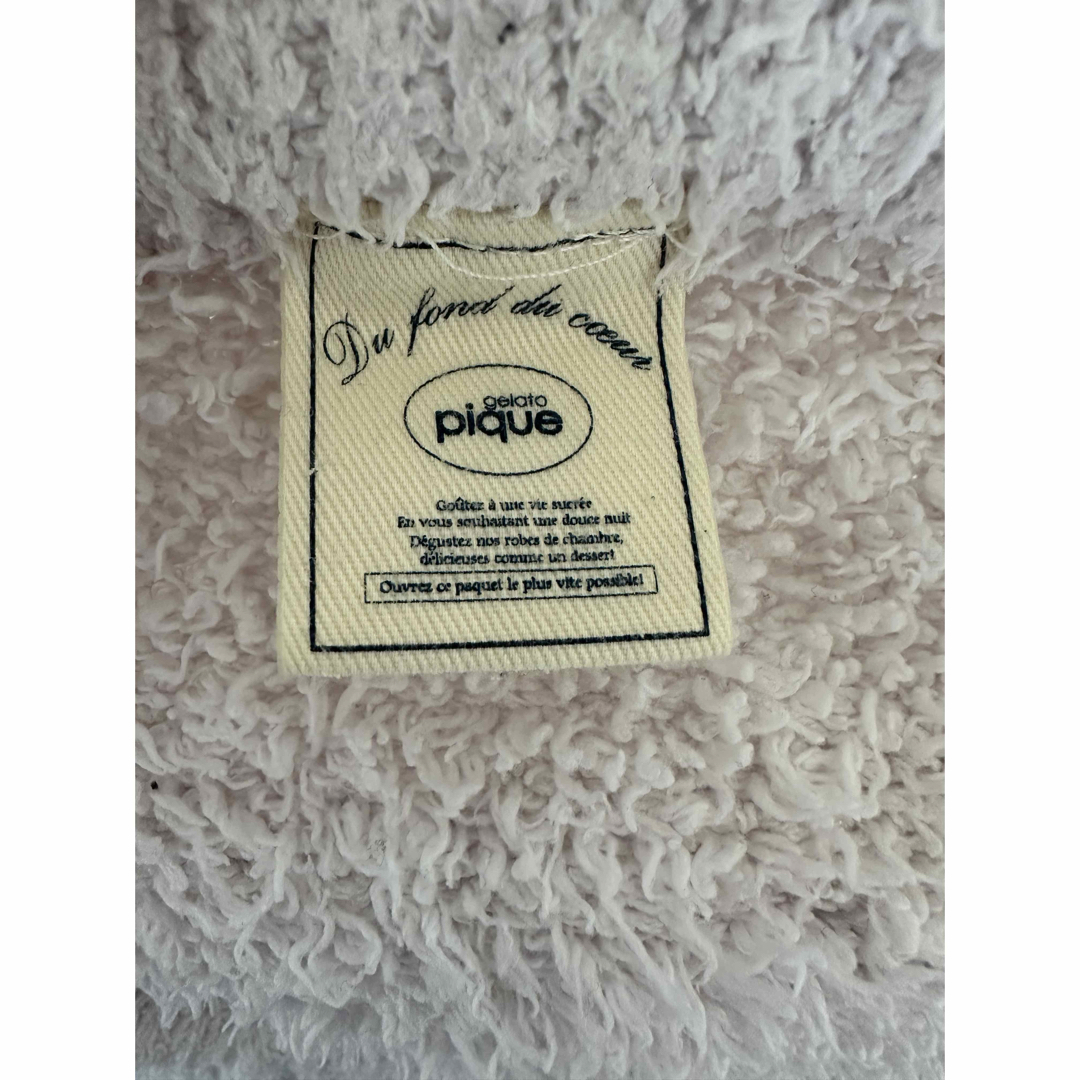 Du fond du cœur
gelato
pique
Goûtez à une vie sucrée
En vous souhaitant une douce nuit
Dégustez nos robes de chambre,
délicieuses comme un dessert
Ouvrez ce paquet le plus vite possible!